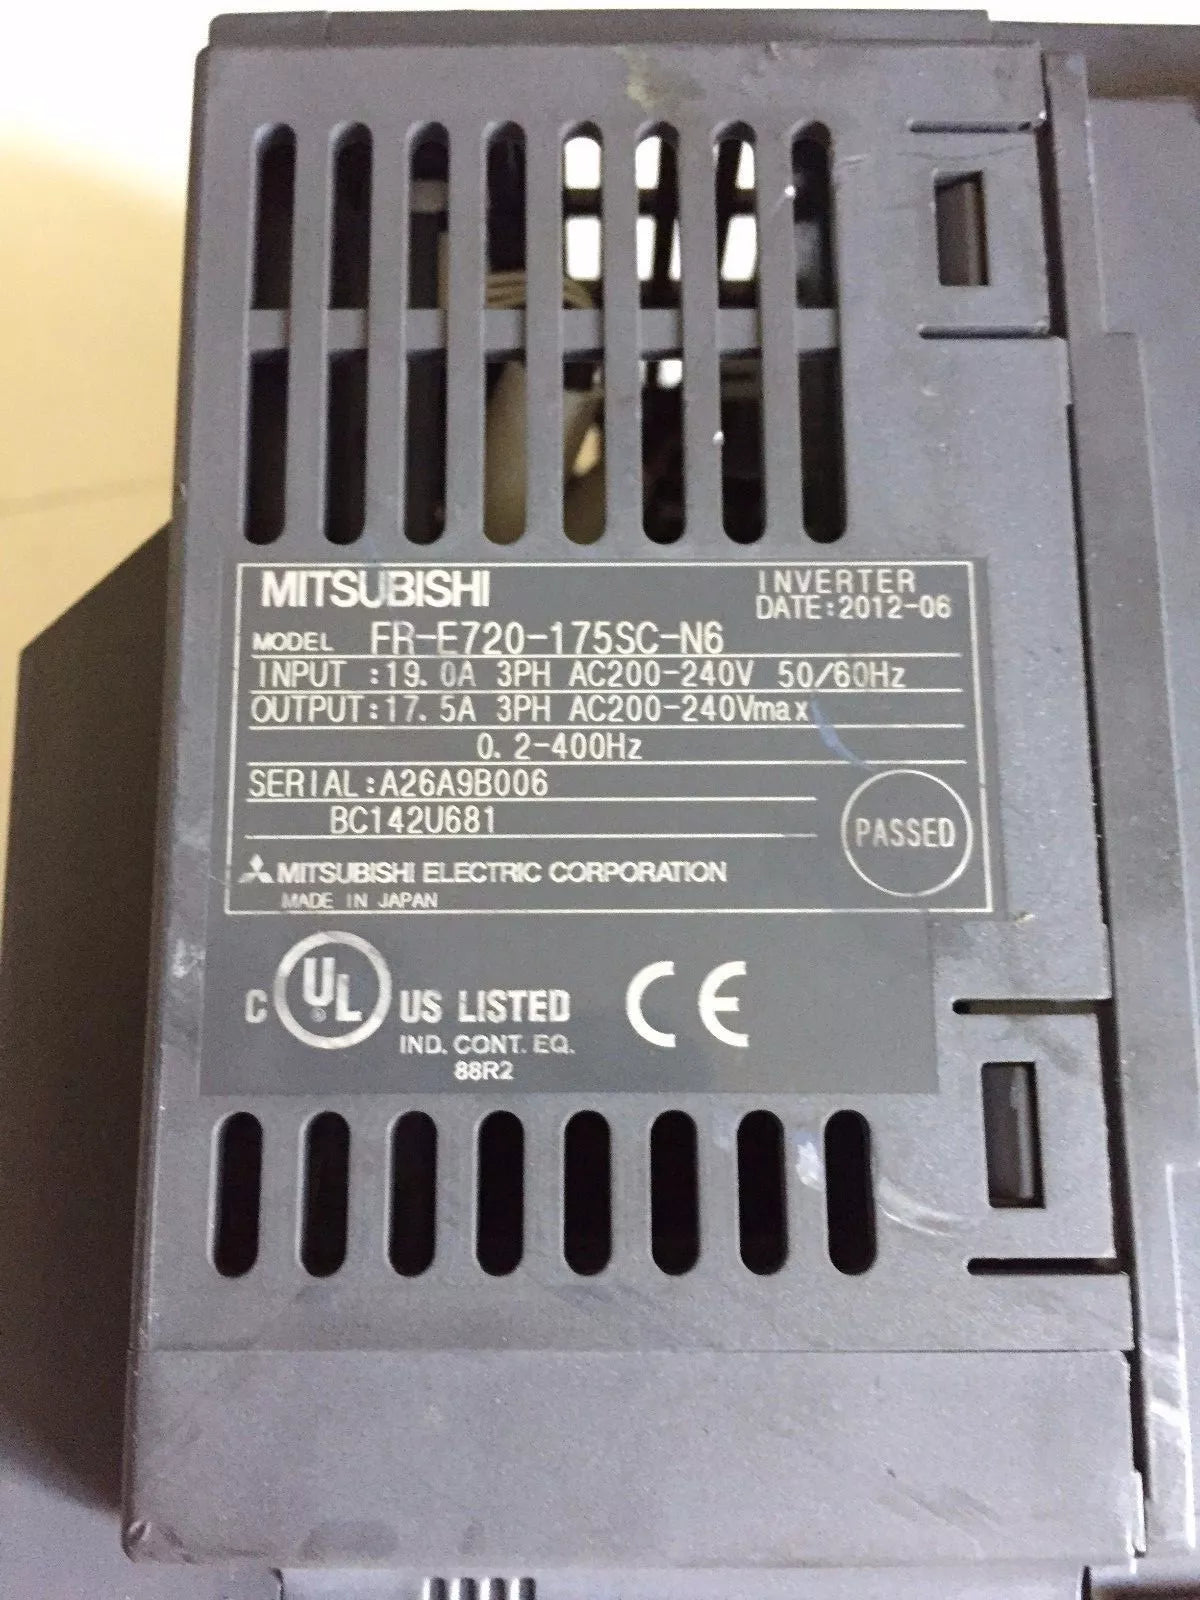 MITSUBISHI
INVERTER
DATE:2012-06
MODEL FR-E720-175SC-N6
INPUT :19.0A 3PH AC200-240V 50/60Hz
OUTPUT:17.5A 3PH AC200-240Vmax
0.2-400Hz
SERIAL:A26A9B006
BC142U681
PASSED
MITSUBISHI ELECTRIC CORPORATION
MADE IN JAPAN
C UL ® US LISTED CE
IND. CONT. EQ.
88R2